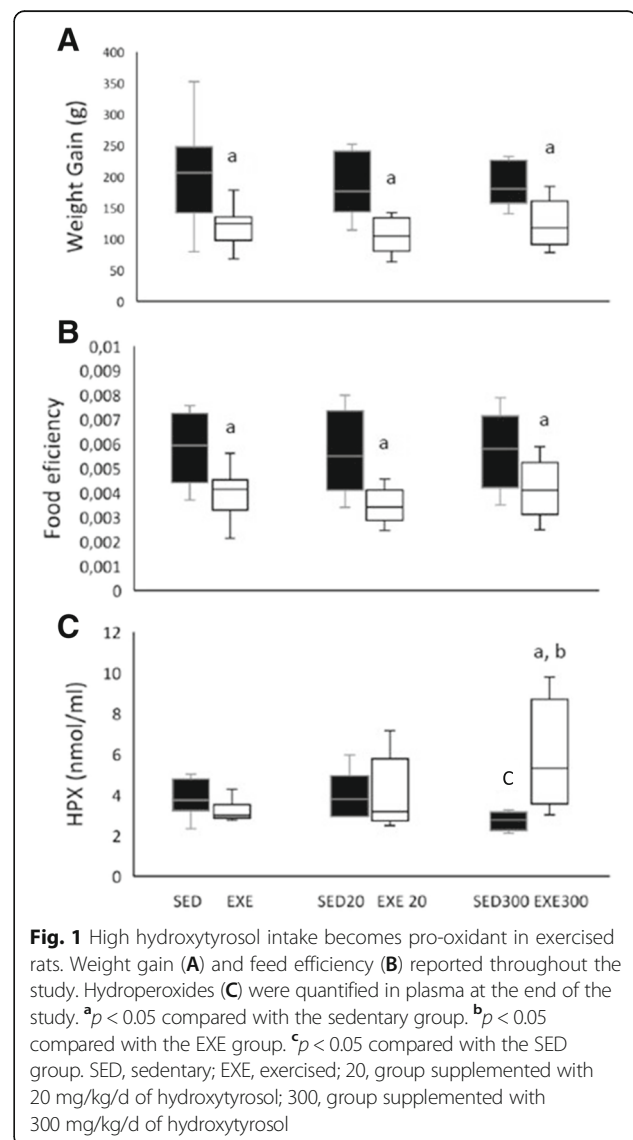 A
400
350
300
250
200
150
100
50
0
Weight Gain (g)
a
a
a
B
0,01
0,009
0,008
0,007
0,006
0,005
0,004
0,003
0,002
0,001
0
Food eficiency
a
a
a
C
12
10
8
6
4
2
0
HPX (nmol/ml)
a, b
C
SED EXE SED20 EXE 20 SED300 EXE300
Fig. 1 High hydroxytyrosol intake becomes pro-oxidant in exercised
rats. Weight gain (A) and feed efficiency (B) reported throughout the
study. Hydroperoxides (C) were quantified in plasma at the end of the
study. ap < 0.05 compared with the sedentary group. bp < 0.05
compared with the EXE group. cp < 0.05 compared with the SED
group. SED, sedentary; EXE, exercised; 20, group supplemented with
20 mg/kg/d of hydroxytyrosol; 300, group supplemented with
300 mg/kg/d of hydroxytyrosol